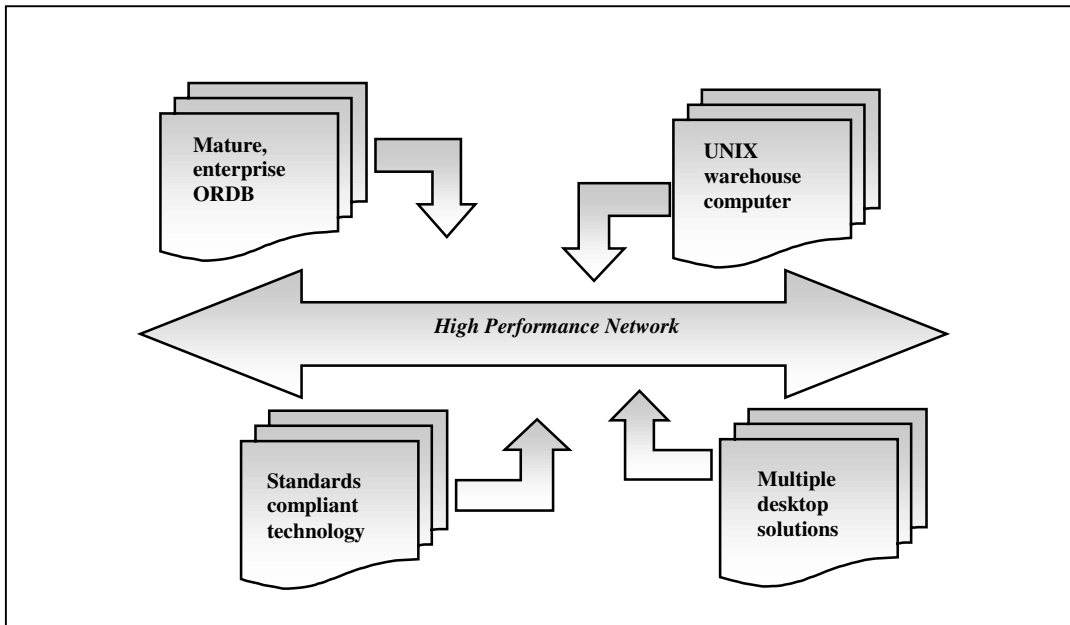 Mature,
enterprise
ORDB
UNIX
warehouse
computer
High Performance Network
Standards
compliant
technology
Multiple
desktop
solutions